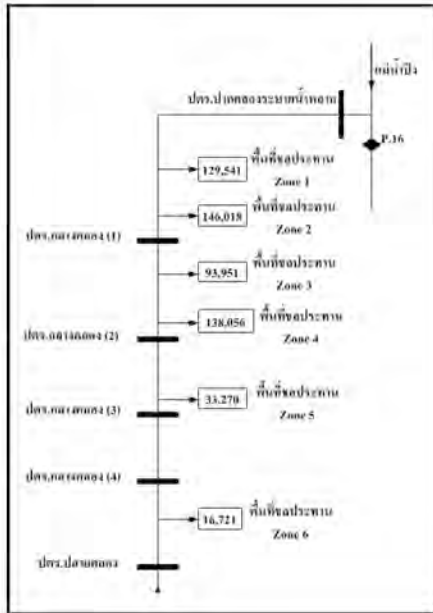 แม่น้ำปิง
ปตร.ปากคลองระบายน้ำหลาก
P.16
พื้นที่ชลประทาน
129,541
Zone 1
พื้นที่ชลประทาน
146,018
Zone 2
ปตร.กลางคลอง (1)
พื้นที่ชลประทาน
93,951
Zone 3
พื้นที่ชลประทาน
138,056
Zone 4
ปตร.กลางคลอง (2)
พื้นที่ชลประทาน
33,270
Zone 5
ปตร.กลางคลอง (3)
ปตร.กลางคลอง (4)
พื้นที่ชลประทาน
16,721
Zone 6
ปตร.ปลายคลอง